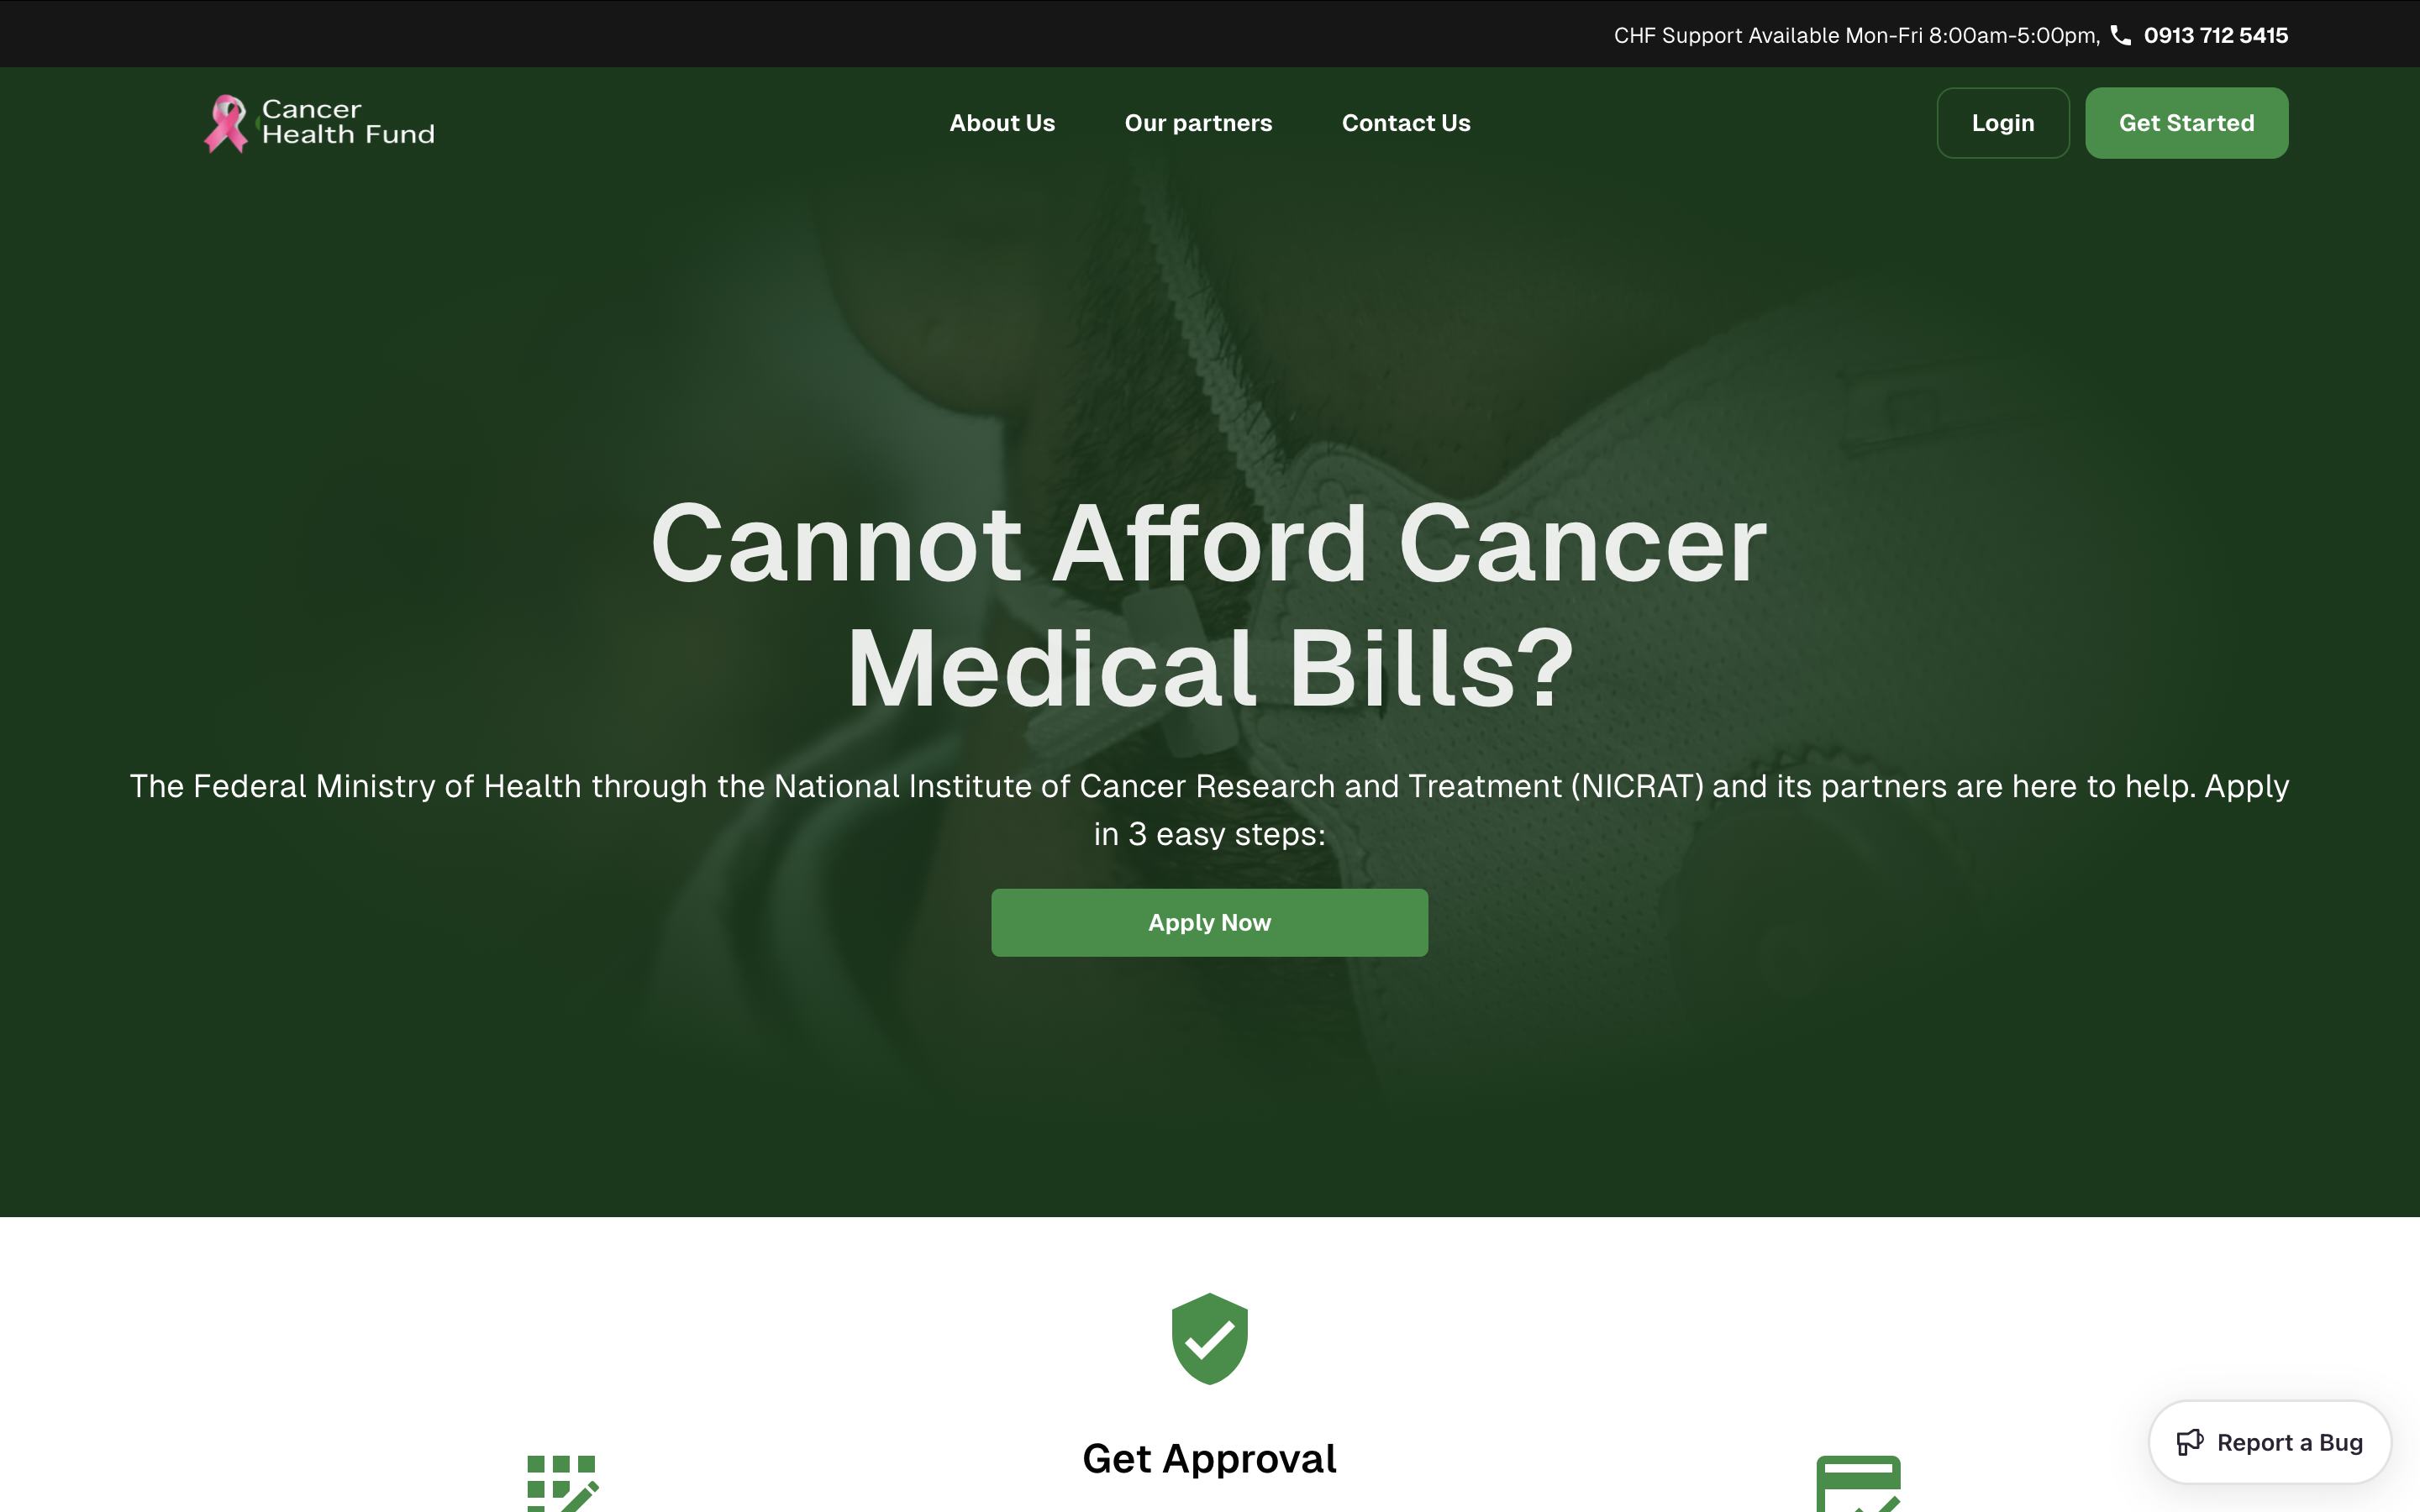 CHF Support Available Mon-Fri 8:00am-5:00pm, 0913 712 5415
Cancer
Health Fund
About Us
Our partners
Contact Us
Login
Get Started
Cannot Afford Cancer
Medical Bills?
The Federal Ministry of Health through the National Institute of Cancer Research and Treatment (NICRAT) and its partners are here to help. Apply
in 3 easy steps:
Apply Now
Get Approval
Report a Bug